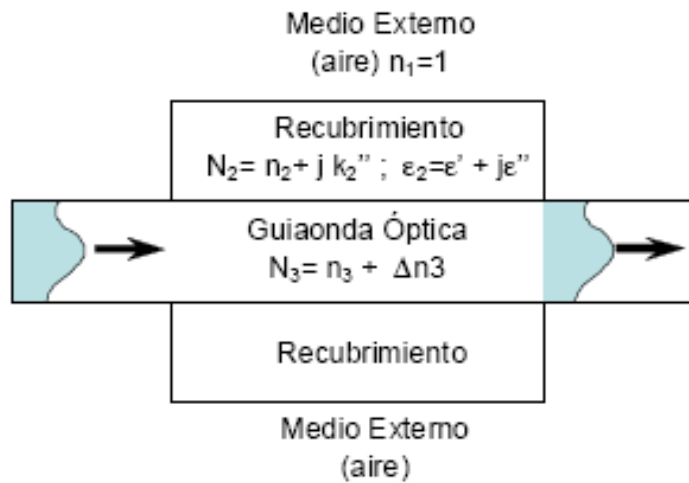 Medio Externo
(aire) n₁=1
Recubrimiento
N₂= n₂+ j k₂” ; ε₂=ε’ + jε”
Guiaonda Óptica
N₃= n₃ + Δn3
Recubrimiento
Medio Externo
(aire)